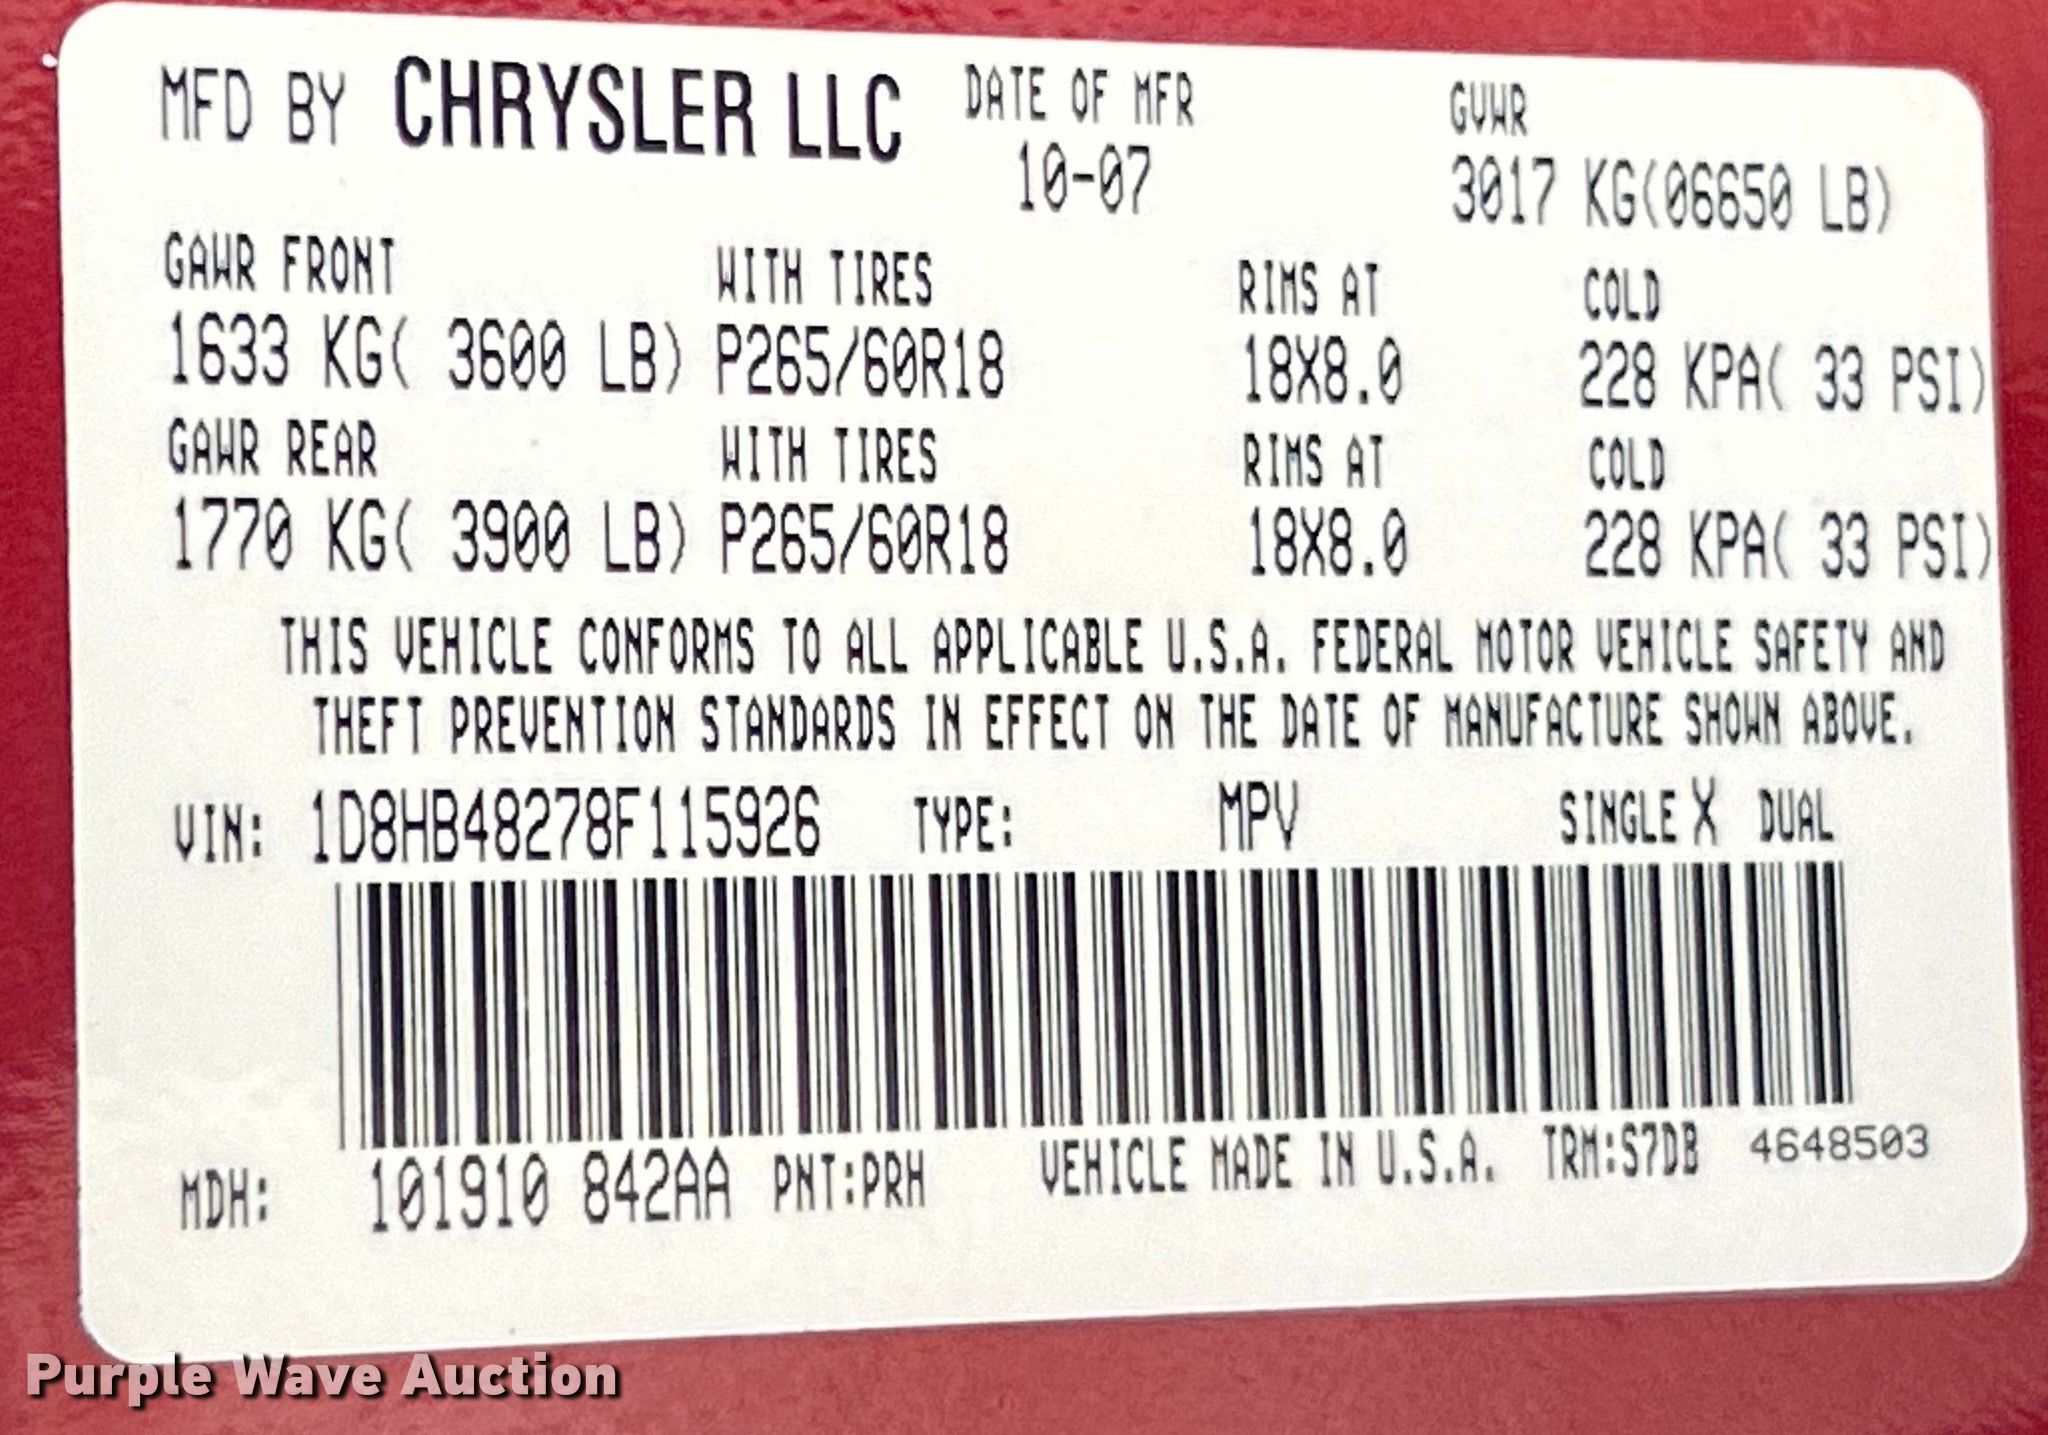 MFD BY CHRYSLER LLC DATE OF MFR GVWR
10-07 3017 KG(06650 LB)
GAWR FRONT WITH TIRES RIMS AT COLD
1633 KG( 3600 LB) P265/60R18 18X8.0 228 KPA( 33 PSI)
GAWR REAR WITH TIRES RIMS AT COLD
1770 KG( 3900 LB) P265/60R18 18X8.0 228 KPA( 33 PSI)
THIS VEHICLE CONFORMS TO ALL APPLICABLE U.S.A. FEDERAL MOTOR VEHICLE SAFETY AND
THEFT PREVENTION STANDARDS IN EFFECT ON THE DATE OF MANUFACTURE SHOWN ABOVE.
VIN: 1D8HB48278F115926 TYPE: MPV SINGLE X DUAL
MDH: 101910 842AA PNT:PRH VEHICLE MADE IN U.S.A. TRM:S7DB 4648503
Purple Wave Auction